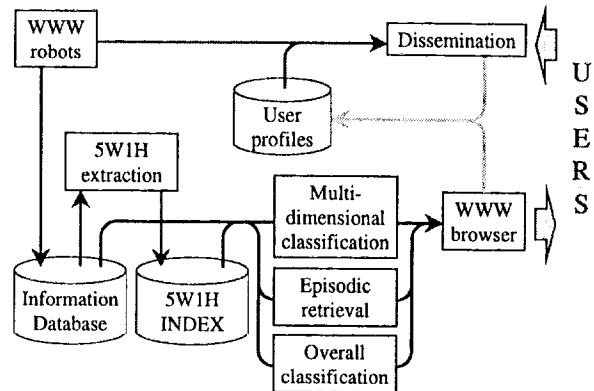 WWW
robots
Dissemination
User
profiles
USERS
5W1H
extraction
Multi-
dimensional
classification
WWW
browser
Information
Database
5W1H
INDEX
Episodic
retrieval
Overall
classification